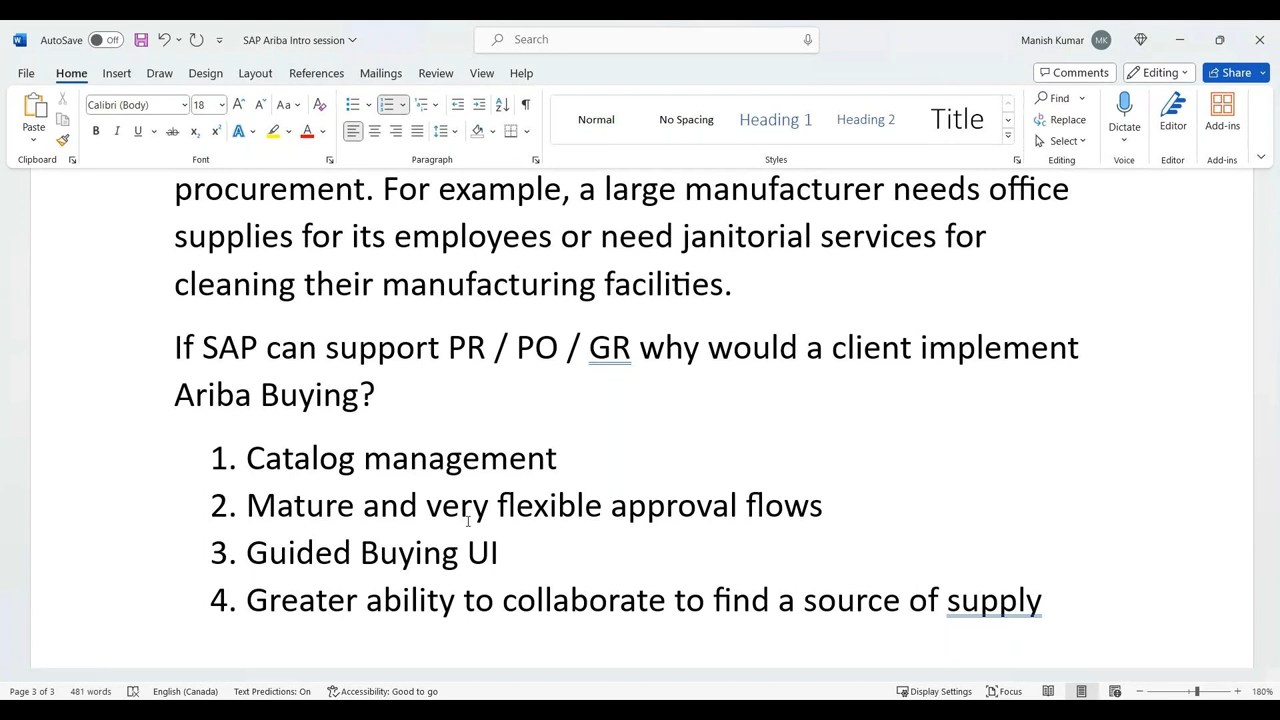 AutoSave Off SAP Ariba Intro session Search Manish Kumar MK
File Home Insert Draw Design Layout References Mailings Review View Help Comments Editing Share
Paste Calibri (Body) 18 Aa Normal No Spacing Heading 1 Heading 2 Title Find Replace Select Dictate Editor Add-ins
B I U ab x₂ x² A A
Clipboard Font Paragraph Styles Editing Voice Editor Add-ins
procurement. For example, a large manufacturer needs office
supplies for its employees or need janitorial services for
cleaning their manufacturing facilities.
If SAP can support PR / PO / GR why would a client implement
Ariba Buying?
1. Catalog management
2. Mature and very flexible approval flows
3. Guided Buying UI
4. Greater ability to collaborate to find a source of supply
Page 3 of 3 481 words English (Canada) Text Predictions: On Accessibility: Good to go Display Settings Focus 180%